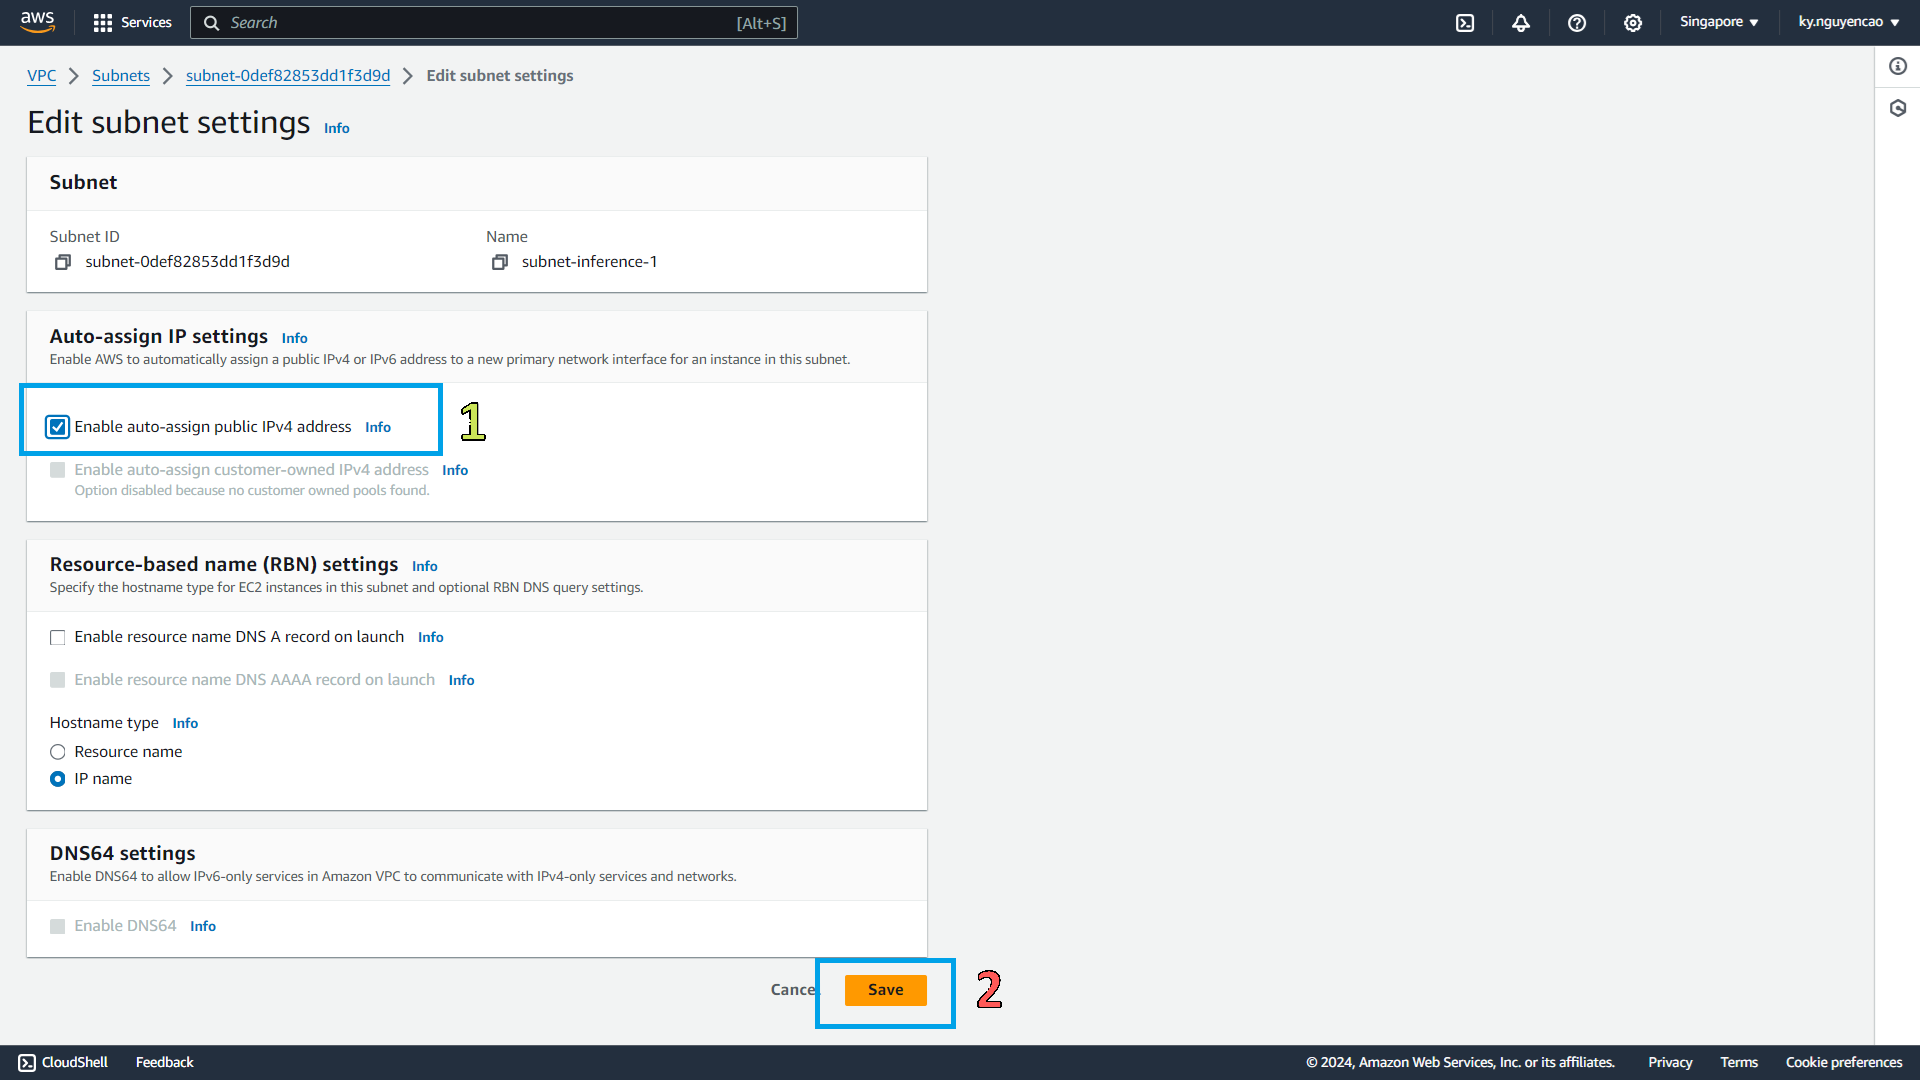 aws
Services
Search [Alt+S]
Singapore
ky.nguyencao
VPC > Subnets > subnet-0def82853dd1f3d9d > Edit subnet settings
Edit subnet settings Info
Subnet
Subnet ID
subnet-0def82853dd1f3d9d
Name
subnet-inference-1
Auto-assign IP settings Info
Enable AWS to automatically assign a public IPv4 or IPv6 address to a new primary network interface for an instance in this subnet.
Enable auto-assign public IPv4 address Info
1
Enable auto-assign customer-owned IPv4 address Info
Option disabled because no customer owned pools found.
Resource-based name (RBN) settings Info
Specify the hostname type for EC2 instances in this subnet and optional RBN DNS query settings.
Enable resource name DNS A record on launch Info
Enable resource name DNS AAAA record on launch Info
Hostname type Info
Resource name
IP name
DNS64 settings
Enable DNS64 to allow IPv6-only services in Amazon VPC to communicate with IPv4-only services and networks.
Enable DNS64 Info
Cancel
Save
2
CloudShell
Feedback
© 2024, Amazon Web Services, Inc. or its affiliates.
Privacy
Terms
Cookie preferences